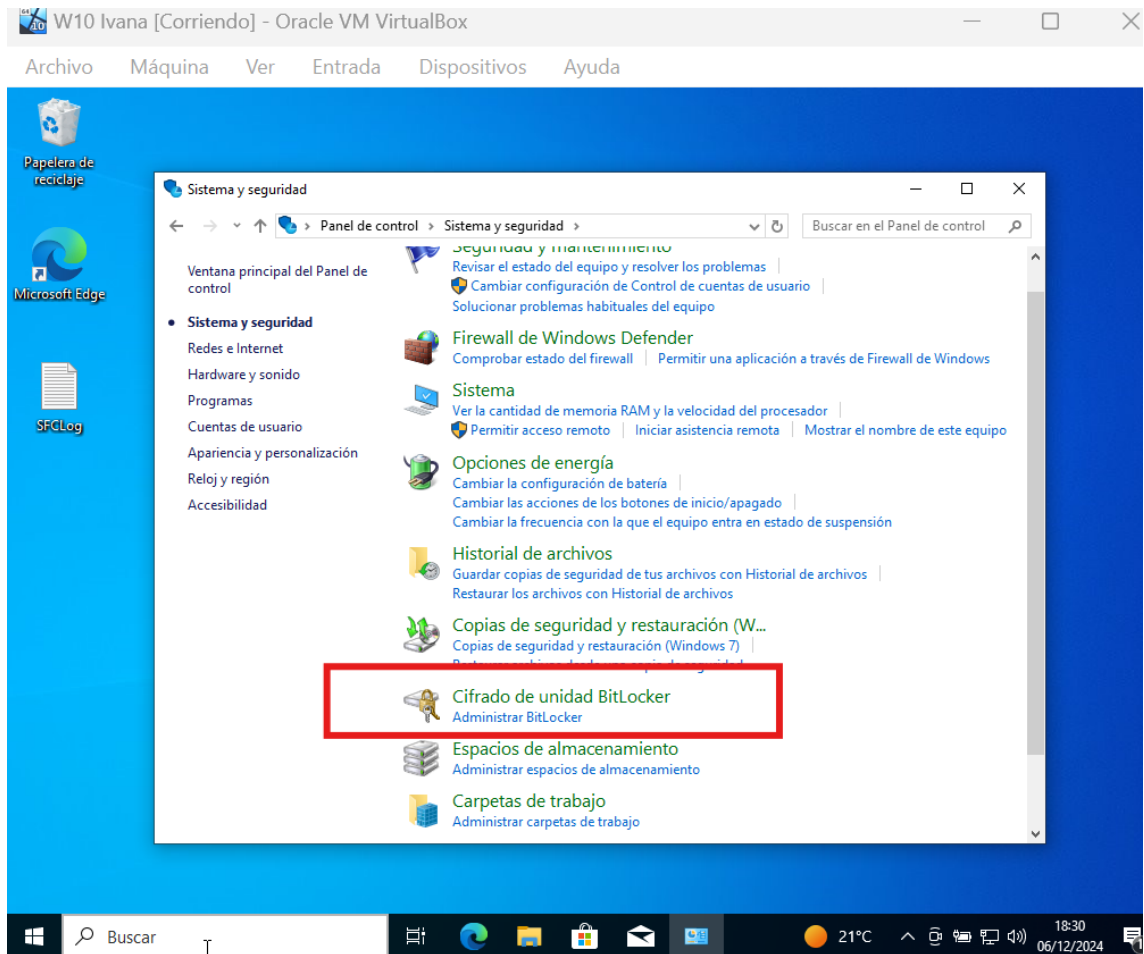 W10 Ivana [Corriendo] - Oracle VM VirtualBox
Archivo Máquina Ver Entrada Dispositivos Ayuda
Papelera de
reciclaje
Microsoft Edge
SFCLog
Sistema y seguridad
Panel de control > Sistema y seguridad >
Buscar en el Panel de control
Ventana principal del Panel de
control
Sistema y seguridad
Redes e Internet
Hardware y sonido
Programas
Cuentas de usuario
Apariencia y personalización
Reloj y región
Accesibilidad
Seguridad y mantenimiento
Revisar el estado del equipo y resolver los problemas
Cambiar configuración de Control de cuentas de usuario
Solucionar problemas habituales del equipo
Firewall de Windows Defender
Comprobar estado del firewall Permitir una aplicación a través de Firewall de Windows
Sistema
Ver la cantidad de memoria RAM y la velocidad del procesador
Permitir acceso remoto Iniciar asistencia remota Mostrar el nombre de este equipo
Opciones de energía
Cambiar la configuración de batería
Cambiar las acciones de los botones de inicio/apagado
Cambiar la frecuencia con la que el equipo entra en estado de suspensión
Historial de archivos
Guardar copias de seguridad de tus archivos con Historial de archivos
Restaurar los archivos con Historial de archivos
Copias de seguridad y restauración (W...
Copias de seguridad y restauración (Windows 7)
Restaurar archivos desde una copia de seguridad
Cifrado de unidad BitLocker
Administrar BitLocker
Espacios de almacenamiento
Administrar espacios de almacenamiento
Carpetas de trabajo
Administrar carpetas de trabajo
Buscar
21°C
18:30
06/12/2024